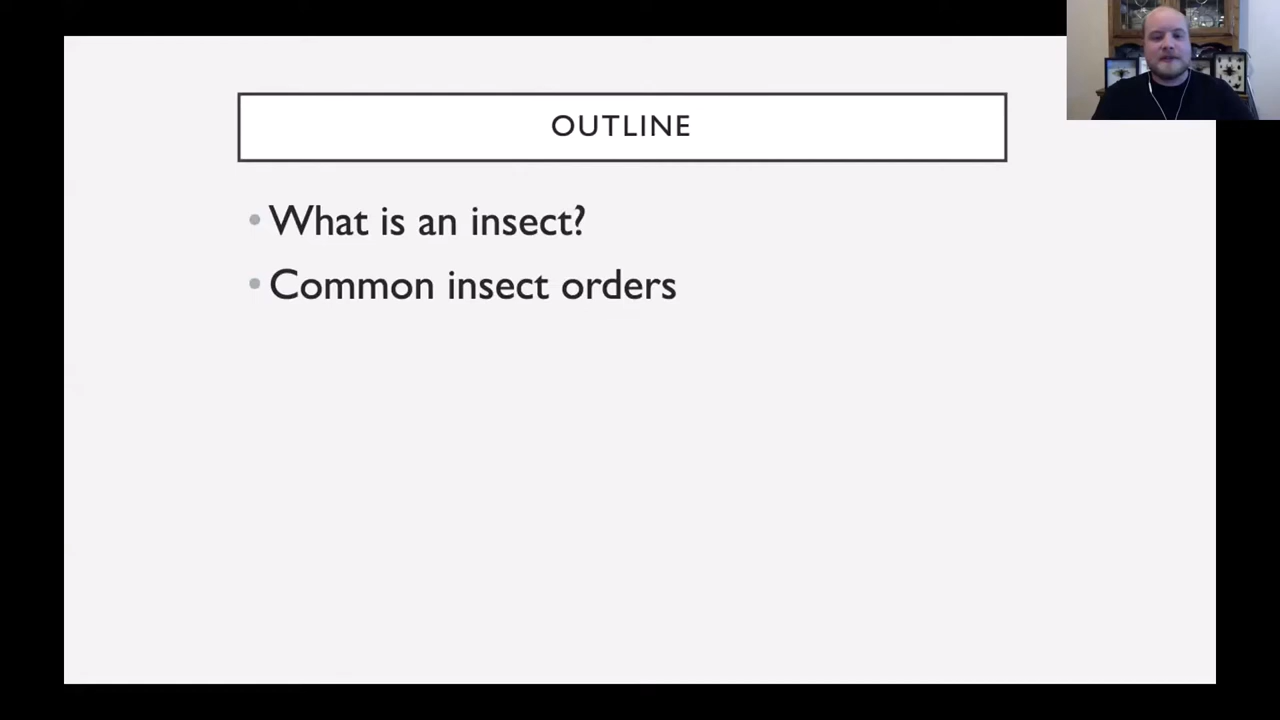 OUTLINE
• What is an insect?
• Common insect orders